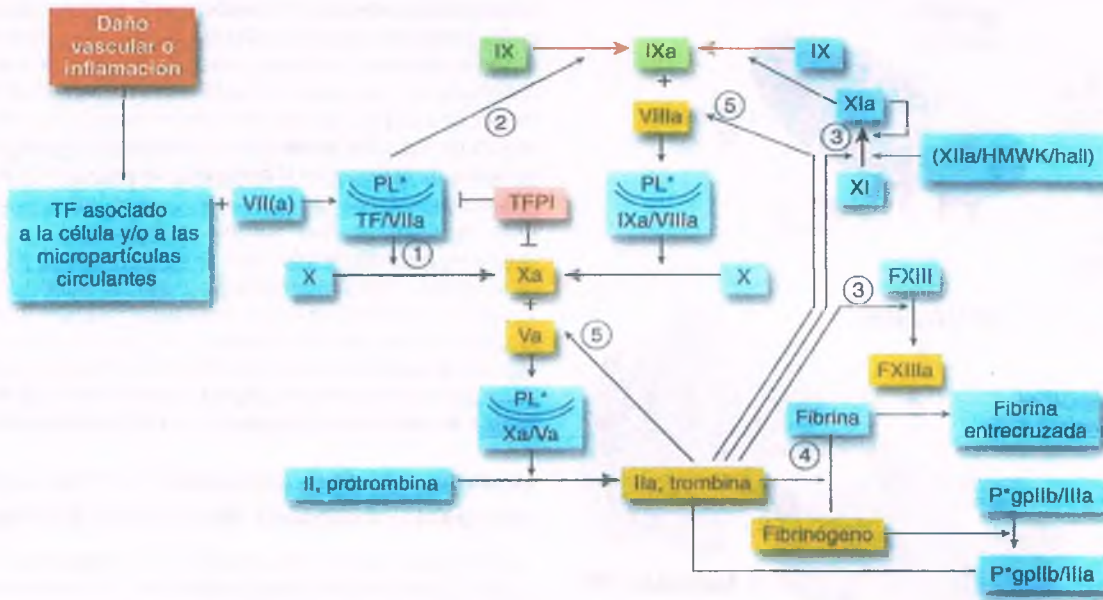 Daño
vascular o
inflamación
IX
IXa
IX
+
②
VIIIa
⑤
XIa
③
(XIIa/HMWK/hall)
XI
TF asociado
a la célula y/o a las
micropartículas
circulantes
+
VII(a)
PL*
TF/VIIa
TFPI
PL*
IXa/VIIIa
①
X
Xa
X
+
Va
⑤
③
FXIII
FXIIIa
PL*
Xa/Va
Fibrina
Fibrina
entrecruzada
④
II, protrombina
IIa, trombina
P*gpIIb/IIIa
Fibrinógeno
P*gpIIb/IIIa